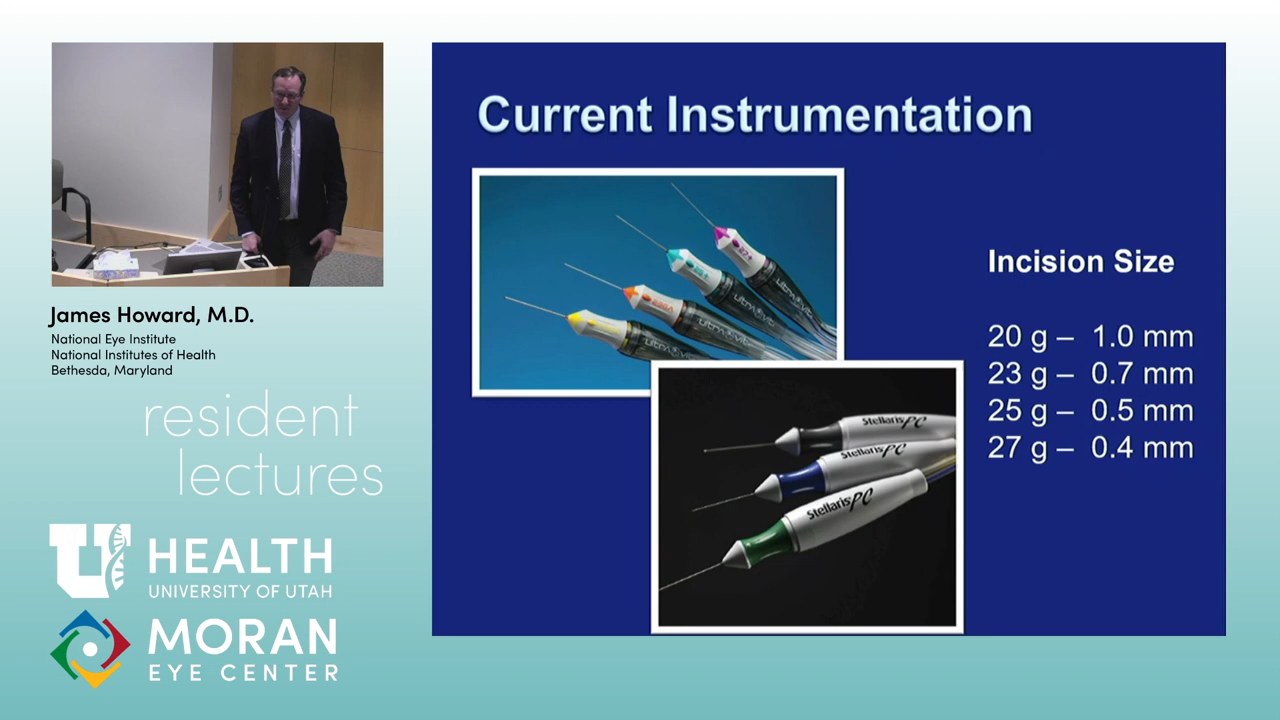 James Howard, M.D.
National Eye Institute
National Institutes of Health
Bethesda, Maryland
resident
lectures
U
HEALTH
UNIVERSITY OF UTAH
MORAN
EYE CENTER
Current Instrumentation
Incision Size
20 g – 1.0 mm
23 g – 0.7 mm
25 g – 0.5 mm
27 g – 0.4 mm
Stellaris PC
Stellaris PC
Stellaris PC